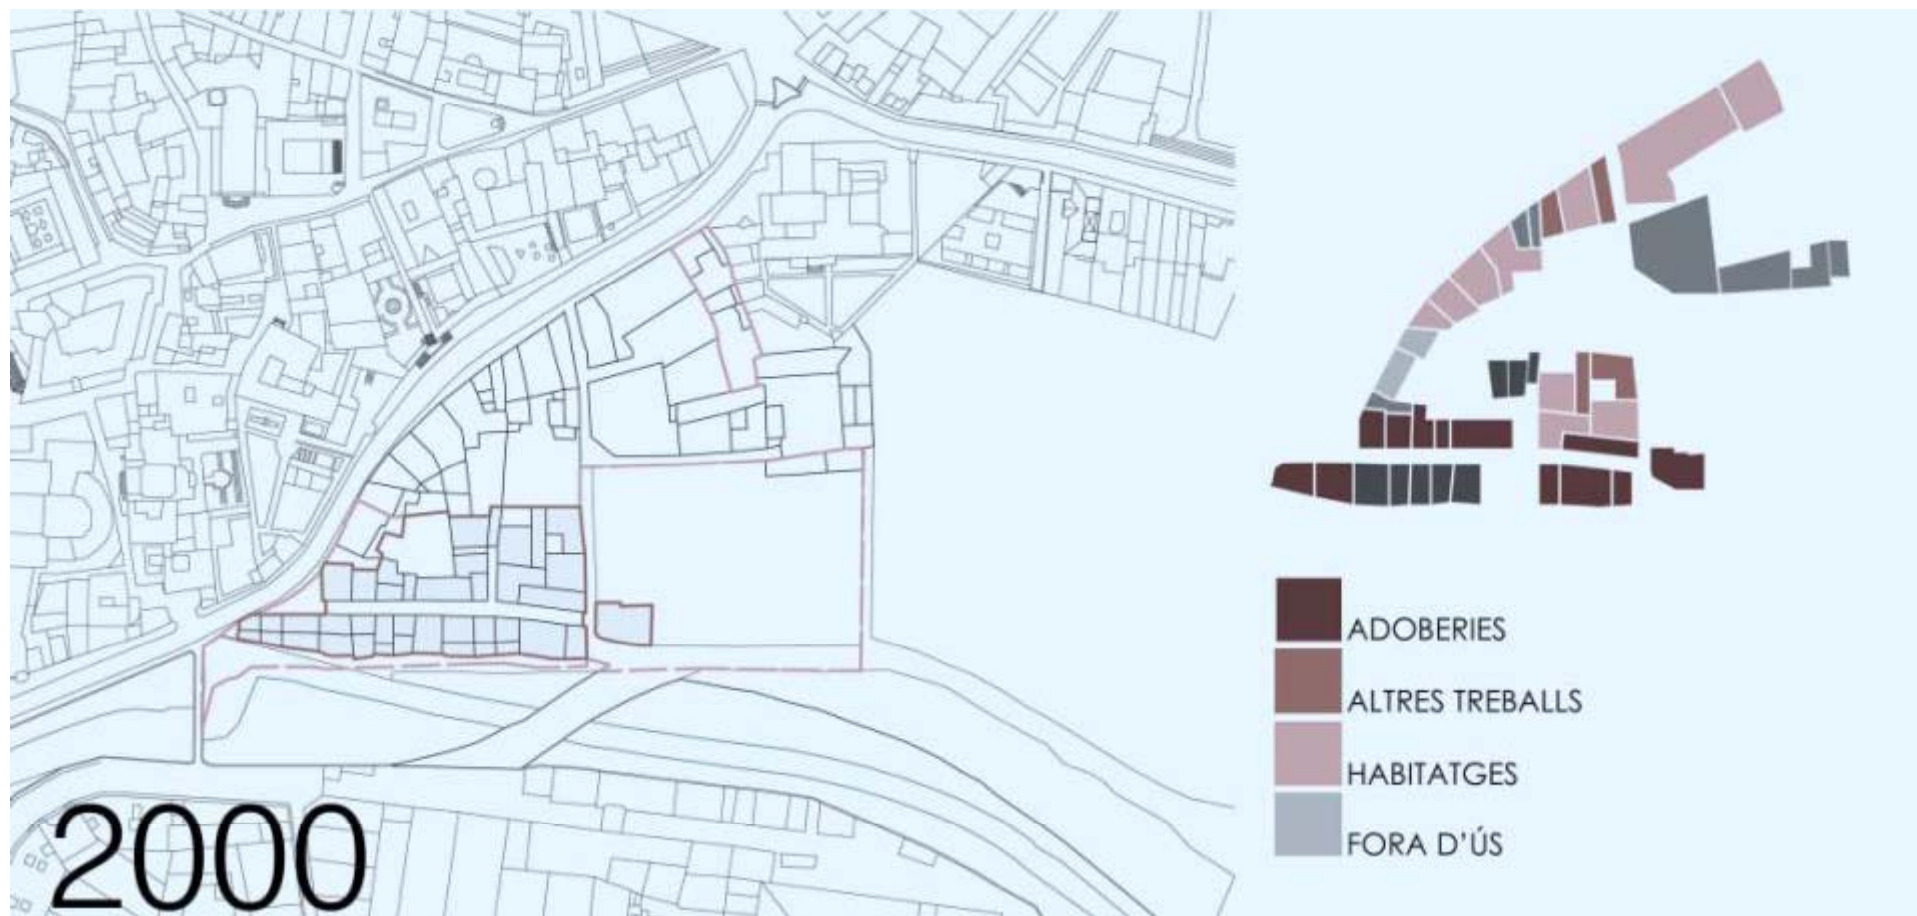 2000
ADOBERIES
ALTRES TREBALLS
HABITATGES
FORA D'ÚS